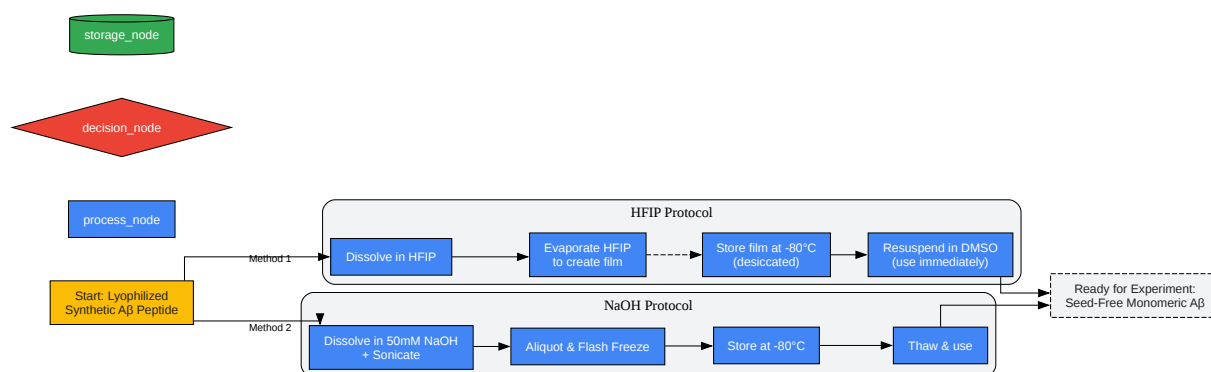 storage_node
decision_node
process_node
Start: Lyophilized
Synthetic Aβ Peptide
Method 1
Method 2
HFIP Protocol
Dissolve in HFIP
Evaporate HFIP
to create film
Store film at -80°C
(desiccated)
Resuspend in DMSO
(use immediately)
NaOH Protocol
Dissolve in 50mM NaOH
+ Sonicate
Aliquot & Flash Freeze
Store at -80°C
Thaw & use
Ready for Experiment:
Seed-Free Monomeric Aβ